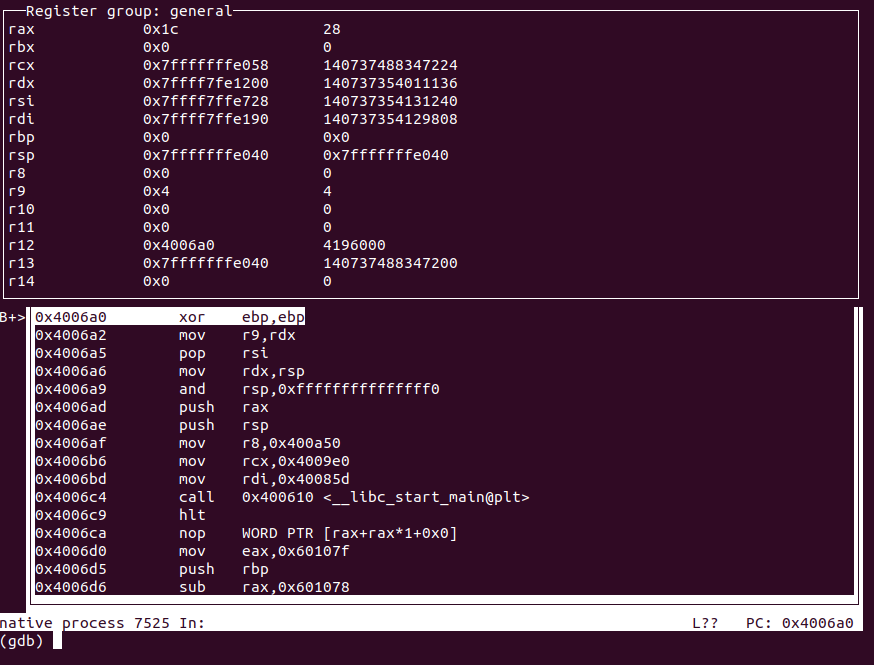 Register group: general
rax 0x1c 28
rbx 0x0 0
rcx 0x7fffffffe058 140737488347224
rdx 0x7ffff7fe1200 140737354011136
rsi 0x7ffff7ffe728 140737354131240
rdi 0x7ffff7ffe190 140737354129808
rbp 0x0 0x0
rsp 0x7fffffffe040 0x7fffffffe040
r8 0x0 0
r9 0x4 4
r10 0x0 0
r11 0x0 0
r12 0x4006a0 4196000
r13 0x7fffffffe040 140737488347200
r14 0x0 0
B+> 0x4006a0 xor ebp,ebp
0x4006a2 mov r9,rdx
0x4006a5 pop rsi
0x4006a6 mov rdx,rsp
0x4006a9 and rsp,0xfffffffffffffff0
0x4006ad push rax
0x4006ae push rsp
0x4006af mov r8,0x400a50
0x4006b6 mov rcx,0x4009e0
0x4006bd mov rdi,0x40085d
0x4006c4 call 0x400610 <__libc_start_main@plt>
0x4006c9 hlt
0x4006ca nop WORD PTR [rax+rax*1+0x0]
0x4006d0 mov eax,0x60107f
0x4006d5 push rbp
0x4006d6 sub rax,0x601078
native process 7525 In: L?? PC: 0x4006a0
(gdb)